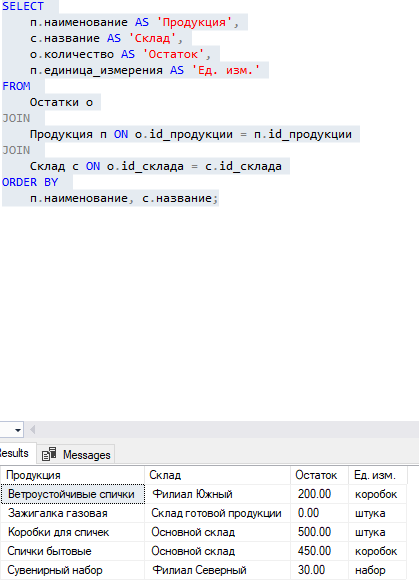 SELECT
п.наименование AS 'Продукция',
с.название AS 'Склад',
о.количество AS 'Остаток',
п.единица_измерения AS 'Ед. изм.'
FROM
Остатки о
JOIN
Продукция п ON о.id_продукции = п.id_продукции
JOIN
Склад с ON о.id_склада = с.id_склада
ORDER BY
п.наименование, с.название;
Results Messages
Продукция Склад Остаток Ед. изм.
Ветроустойчивые спички Филиал Южный 200.00 коробок
Зажигалка газовая Склад готовой продукции 0.00 штука
Коробки для спичек Основной склад 500.00 штука
Спички бытовые Основной склад 450.00 коробок
Сувенирный набор Филиал Северный 30.00 набор